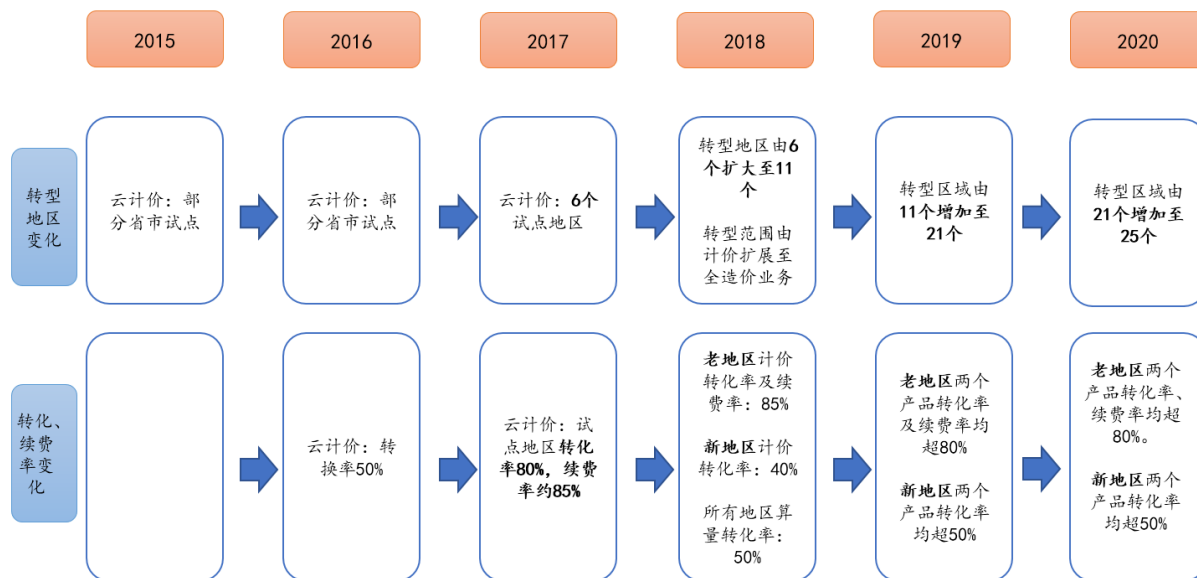 2015
2016
2017
2018
2019
2020
转型
地区
变化
云计价：部
分省市试点
云计价：部
分省市试点
云计价：6个
试点地区
转型地区由6
个扩大至11
个
转型范围由
计价扩展至
全造价业务
转型区域由
11个增加至
21个
转型区域由
21个增加至
25个
转化、
续费
率变
化
云计价：转
换率50%
云计价：试
点地区转化
率80%，续费
率约85%
老地区计价
转化率及续
费率：85%
新地区计价
转化率：40%
所有地区算
量转化率：
50%
老地区两个
产品转化率
及续费率均
超80%
新地区两个
产品转化率
均超50%
老地区两个
产品转化率、
续费率均超
80%。
新地区两个
产品转化率
均超50%